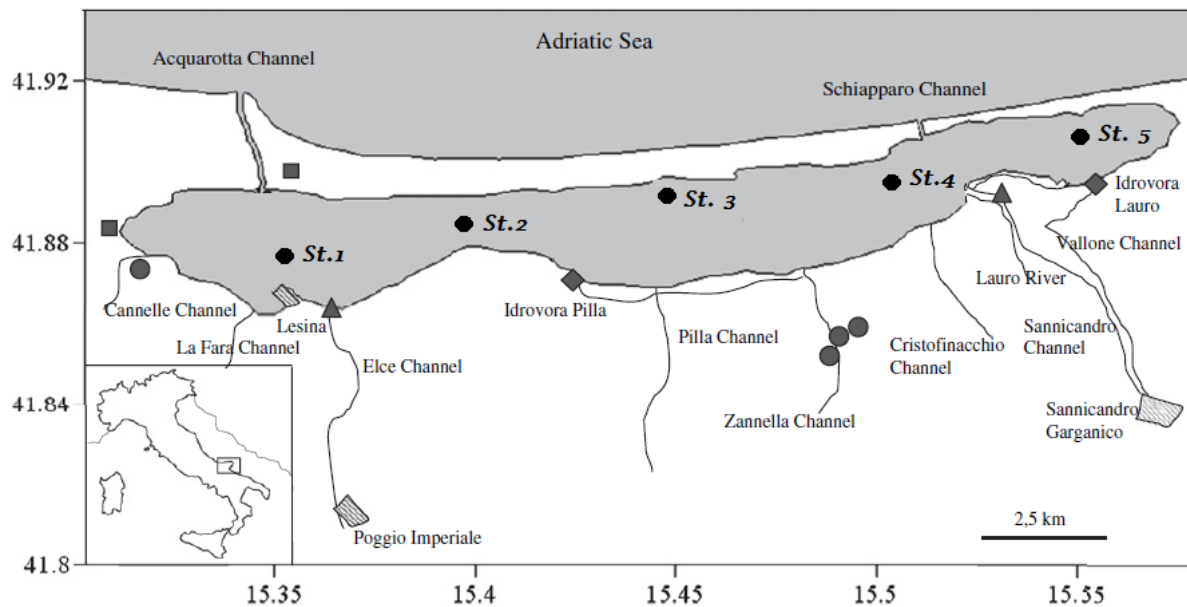 Adriatic Sea
Acquarotta Channel
41.92
Schiapparo Channel
St. 5
St.4
St. 3
Idrovora
Lauro
St.2
41.88
St.1
Vallone Channel
Lauro River
Cannelle Channel
Lesina
Idrovora Pilla
La Fara Channel
Elce Channel
Pilla Channel
Cristofinacchio
Channel
Sannicandro
Channel
41.84
Zannella Channel
Sannicandro
Garganico
2,5 km
Poggio Imperiale
41.8
15.35
15.4
15.45
15.5
15.55